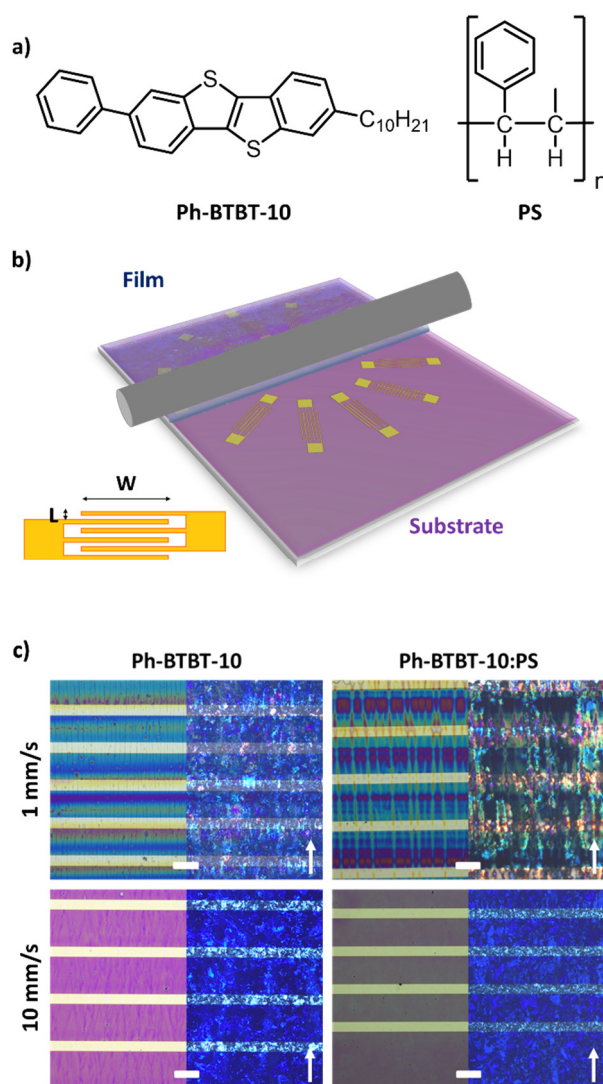 a)
S
S
C10H21
Ph-BTBT-10
C
C
H
H
n
PS
b)
Film
W
L
Substrate
c)
Ph-BTBT-10
Ph-BTBT-10:PS
1 mm/s
10 mm/s